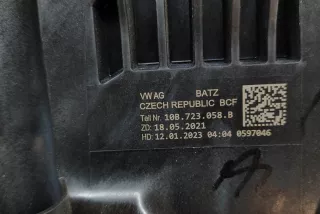 VW AG BATZ
CZECH REPUBLIC BCF
Teil Nr. 10B.723.058.B
ZD: 18.05.2021
HD: 12.01.2023 04:04 0597046